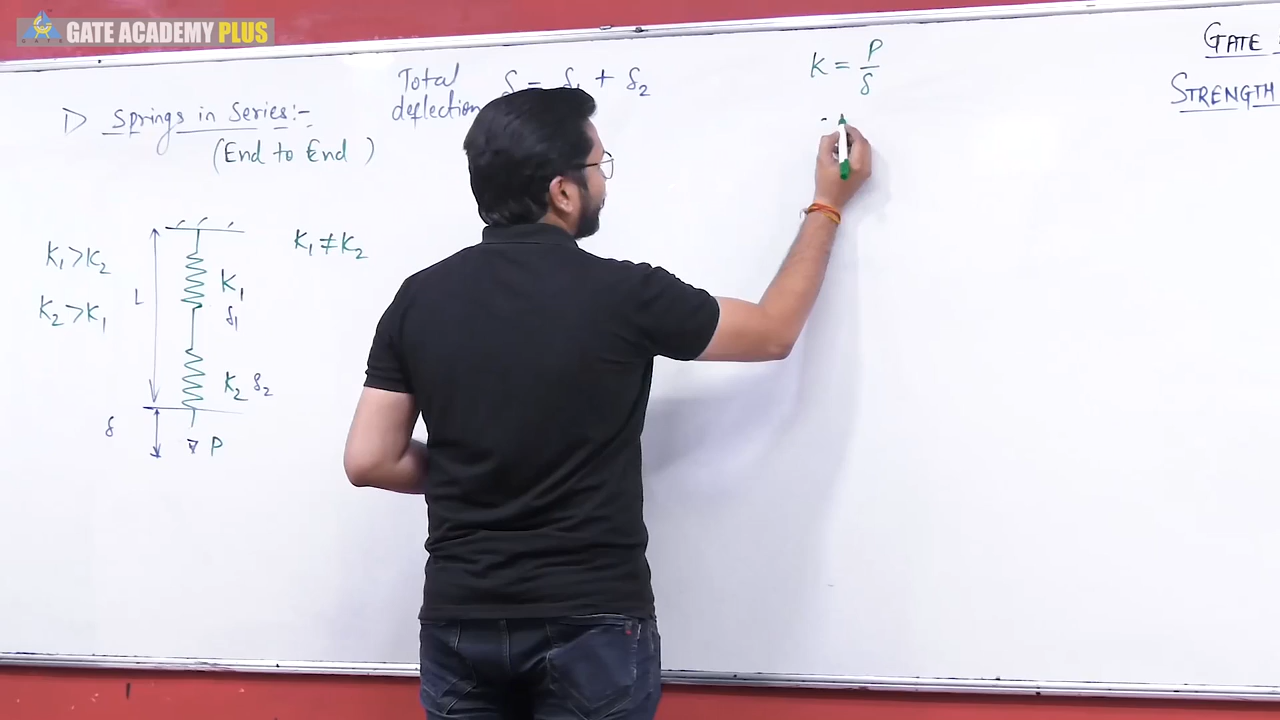 GATE ACADEMY PLUS
GATE
STRENGTH
Total deflection δ = δ₁ + δ₂
K = P/δ
1) Springs in Series:-
(End to End)
K₁ > K₂
K₂ > K₁
K₁ ≠ K₂
L
K₁
δ₁
K₂ δ₂
δ
P